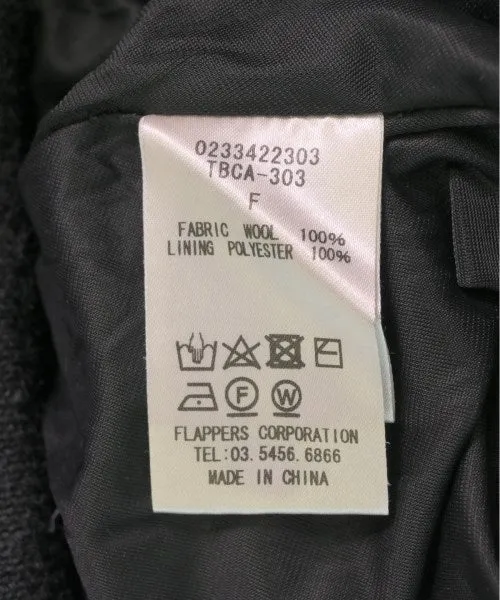 0233422303
TBCA-303
F
FABRIC WOOL 100%
LINING POLYESTER 100%
F W
FLAPPERS CORPORATION
TEL:03.5456.6866
MADE IN CHINA